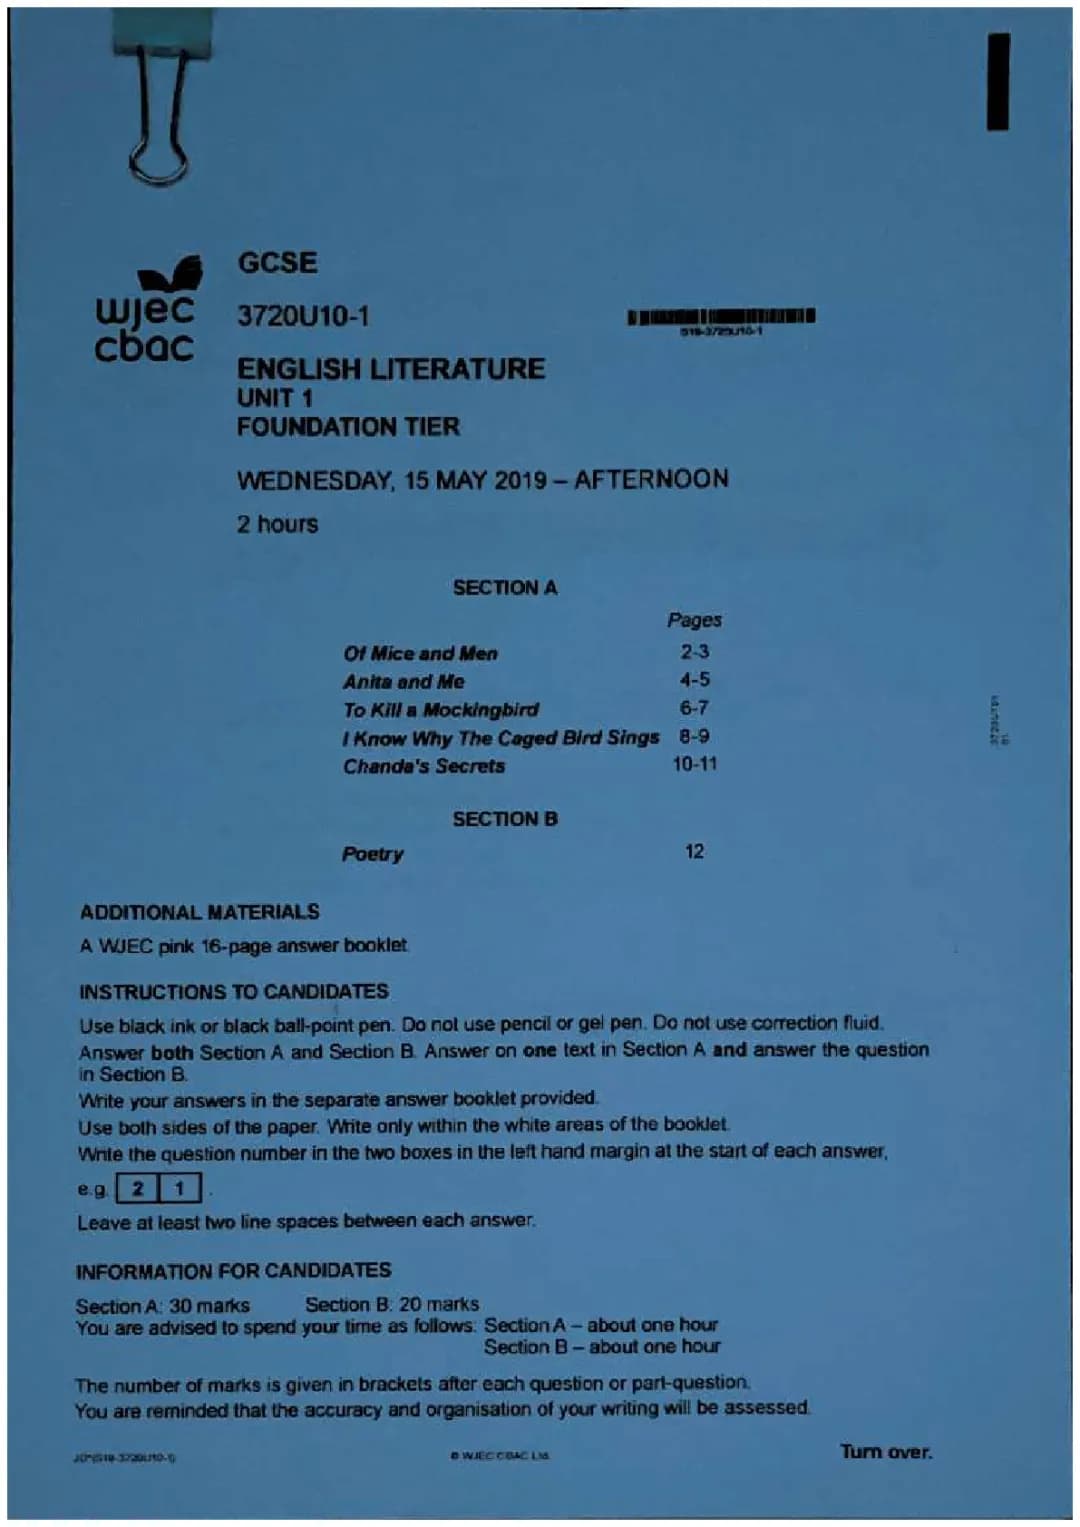 GCSE
wjec
cbac
3720U10-1
S19-3720U10-1
ENGLISH LITERATURE
UNIT 1
FOUNDATION TIER
WEDNESDAY, 15 MAY 2019 – AFTERNOON
2 hours
SECTION A
Pages
Of Mice and Men 2-3
Anita and Me 4-5
To Kill a Mockingbird 6-7
I Know Why The Caged Bird Sings 8-9
Chanda's Secrets 10-11
SECTION B
Poetry 12
ADDITIONAL MATERIALS
A WJEC pink 16-page answer booklet.
INSTRUCTIONS TO CANDIDATES
Use black ink or black ball-point pen. Do not use pencil or gel pen. Do not use correction fluid.
Answer both Section A and Section B. Answer on one text in Section A and answer the question
in Section B.
Write your answers in the separate answer booklet provided.
Use both sides of the paper. Write only within the white areas of the booklet.
Write the question number in the two boxes in the left hand margin at the start of each answer,
e.g. 2 1 .
Leave at least two line spaces between each answer.
INFORMATION FOR CANDIDATES
Section A: 30 marks Section B: 20 marks
You are advised to spend your time as follows: Section A – about one hour
Section B – about one hour
The number of marks is given in brackets after each question or part-question.
You are reminded that the accuracy and organisation of your writing will be assessed.
JD*(S19-3720U10-1)
© WJEC CBAC Ltd.
Turn over.